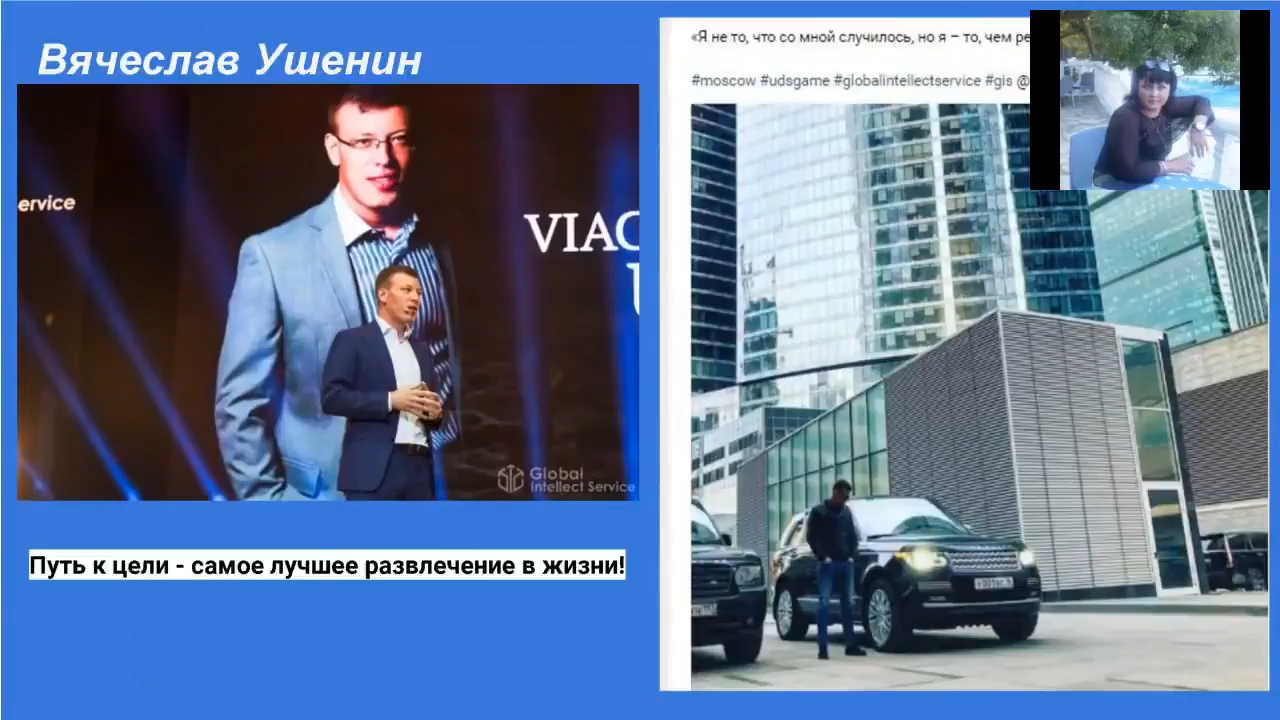 Вячеслав Ушенин
ervice
VIAC
Global
Intellect Service
Путь к цели - самое лучшее развлечение в жизни!
«Я не то, что со мной случилось, но я – то, чем ре
#moscow #udsgame #globalintellectservice #gis @